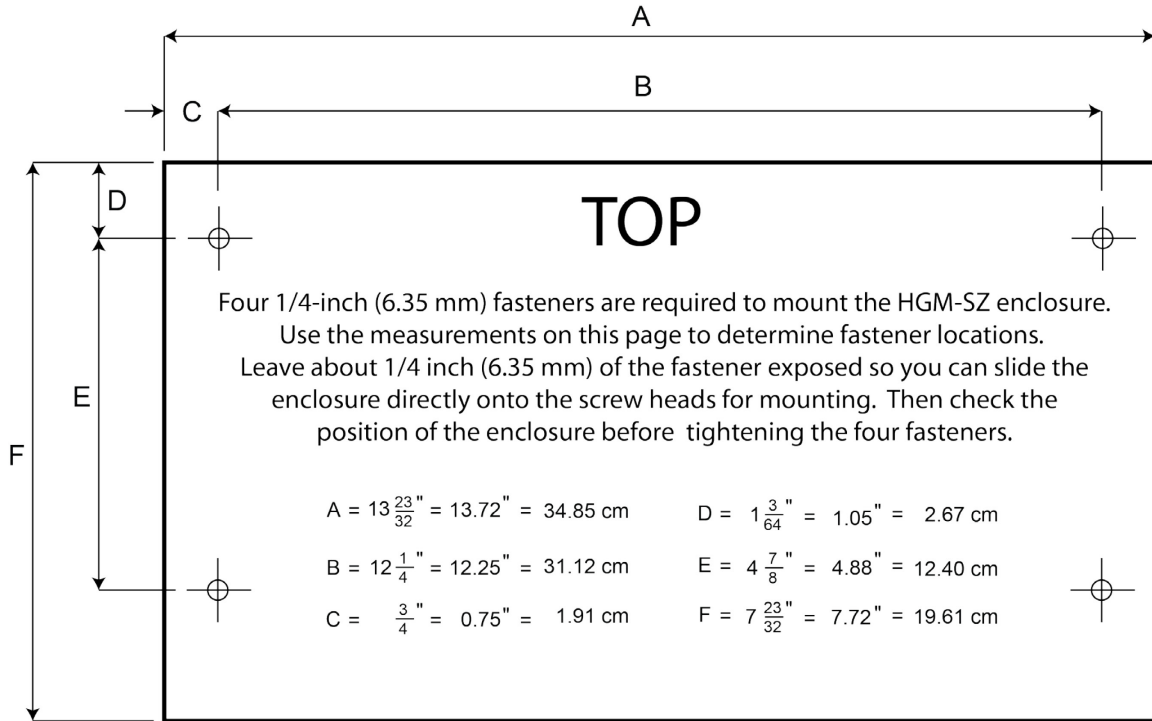 A
B
C
D
TOP
Four 1/4-inch (6.35 mm) fasteners are required to mount the HGM-SZ enclosure.
Use the measurements on this page to determine fastener locations.
Leave about 1/4 inch (6.35 mm) of the fastener exposed so you can slide the
enclosure directly onto the screw heads for mounting. Then check the
position of the enclosure before tightening the four fasteners.
E
F
A = 13 23/32" = 13.72" = 34.85 cm
B = 12 1/4" = 12.25" = 31.12 cm
C = 3/4" = 0.75" = 1.91 cm
D = 1 3/64" = 1.05" = 2.67 cm
E = 4 7/8" = 4.88" = 12.40 cm
F = 7 23/32" = 7.72" = 19.61 cm